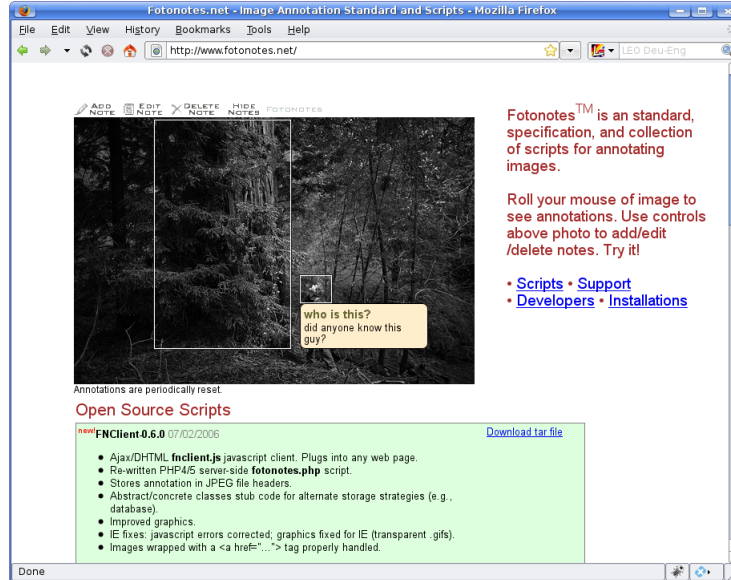 Fotonotes.net - Image Annotation Standard and Scripts - Mozilla Firefox
File Edit View History Bookmarks Tools Help
http://www.fotonotes.net/
LEO Deu-Eng
ADD NOTE EDIT NOTE DELETE NOTE HIDE NOTES FOTONOTES
Fotonotes™ is an standard,
specification, and collection
of scripts for annotating
images.
Roll your mouse of image to
see annotations. Use controls
above photo to add/edit
/delete notes. Try it!
• Scripts • Support
• Developers • Installations
who is this?
did anyone know this
guy?
Annotations are periodically reset.
Open Source Scripts
new! FNClient-0.6.0 07/02/2006 Download tar file
• Ajax/DHTML fnclient.js javascript client. Plugs into any web page.
• Re-written PHP4/5 server-side fotonotes.php script.
• Stores annotation in JPEG file headers.
• Abstract/concrete classes stub code for alternate storage strategies (e.g.,
database).
• Improved graphics.
• IE fixes: javascript errors corrected; graphics fixed for IE (transparent .gifs).
• Images wrapped with a <a href="..."> tag properly handled.
Done